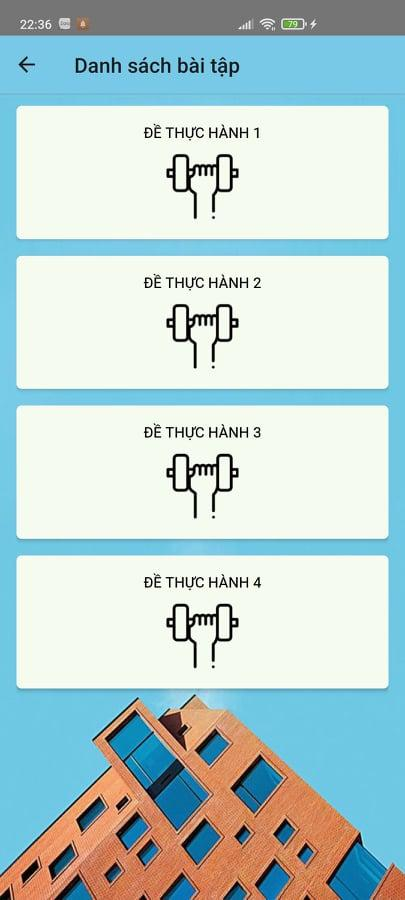 22:36
79
Danh sách bài tập
ĐỀ THỰC HÀNH 1
ĐỀ THỰC HÀNH 2
ĐỀ THỰC HÀNH 3
ĐỀ THỰC HÀNH 4